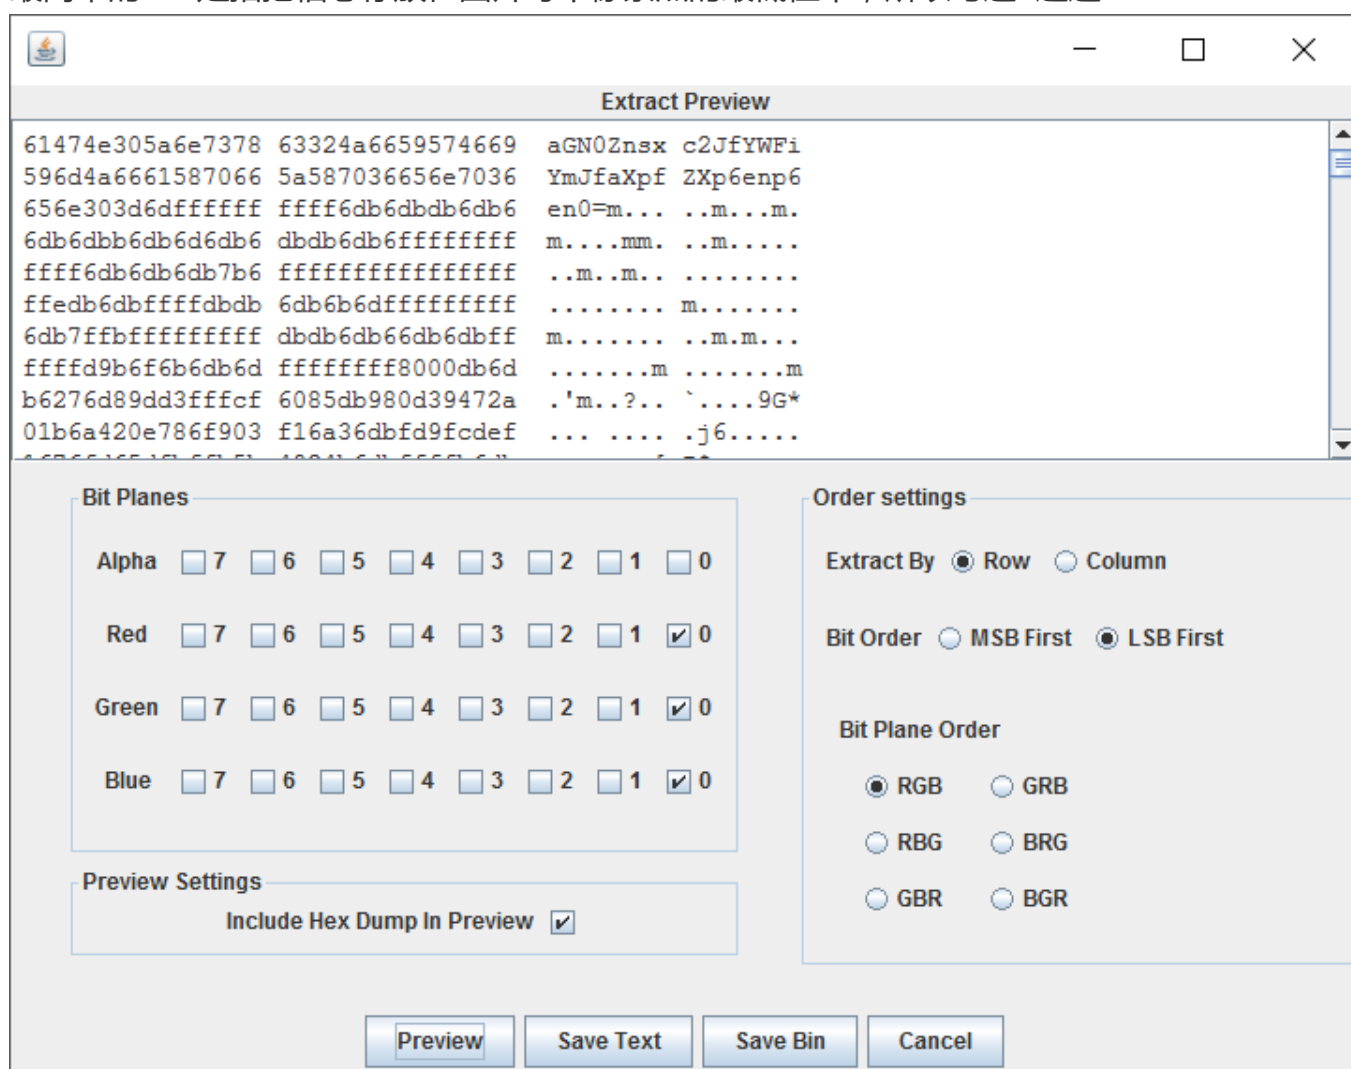 Extract Preview
61474e305a6e7378 63324a6659574669 aGN0Znsx c2JfYWFi
596d4a6661587066 5a587036656e7036 YmJfaXpf ZXp6enp6
656e303d6dffffff ffff6db6dbdb6db6 en0=m... ..m...m.
6db6dbb6db6d6db6 dbdb6db6ffffffff m....mm. ..m.....
ffff6db6db6db7b6 ffffffffffffffff ..m..m.. ........
ffedb6dbffffdbdb 6db6b6dfffffffff ........ m.......
6db7ffbfffffffff dbdb6db66db6dbff m....... ..m.m...
ffffd9b6f6b6db6d ffffffff8000db6d .......m .......m
b6276d89dd3fffcf 6085db980d39472a .'m..?.. `....9G*
01b6a420e786f903 f16a36dbfd9fcdef ... .... .j6.....
Bit Planes
Alpha 7 6 5 4 3 2 1 0
Red 7 6 5 4 3 2 1 0
Green 7 6 5 4 3 2 1 0
Blue 7 6 5 4 3 2 1 0
Preview Settings
Include Hex Dump In Preview
Order settings
Extract By Row Column
Bit Order MSB First LSB First
Bit Plane Order
RGB GRB
RBG BRG
GBR BGR
Preview Save Text Save Bin Cancel